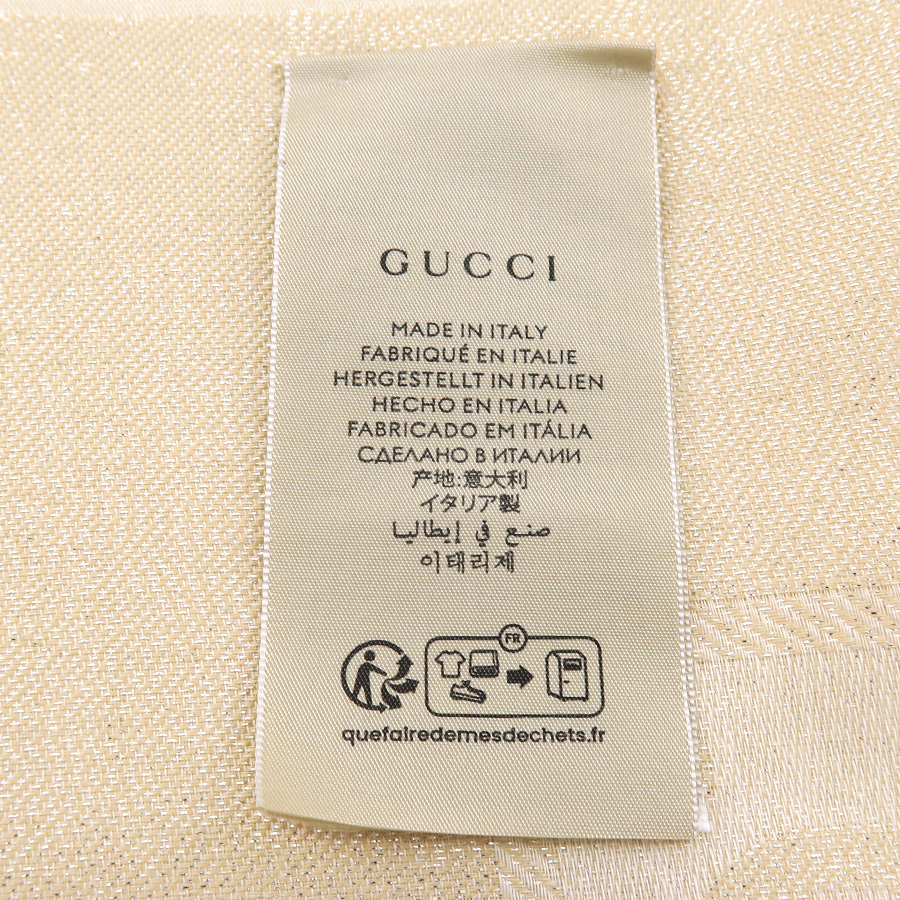 GUCCI
MADE IN ITALY
FABRIQUÉ EN ITALIE
HERGESTELLT IN ITALIEN
HECHO EN ITALIA
FABRICADO EM ITÁLIA
СДЕЛАНО В ИТАЛИИ
产地:意大利
イタリア製
صنع في إيطاليا
이태리제
FR
quefairedemesdechets.fr